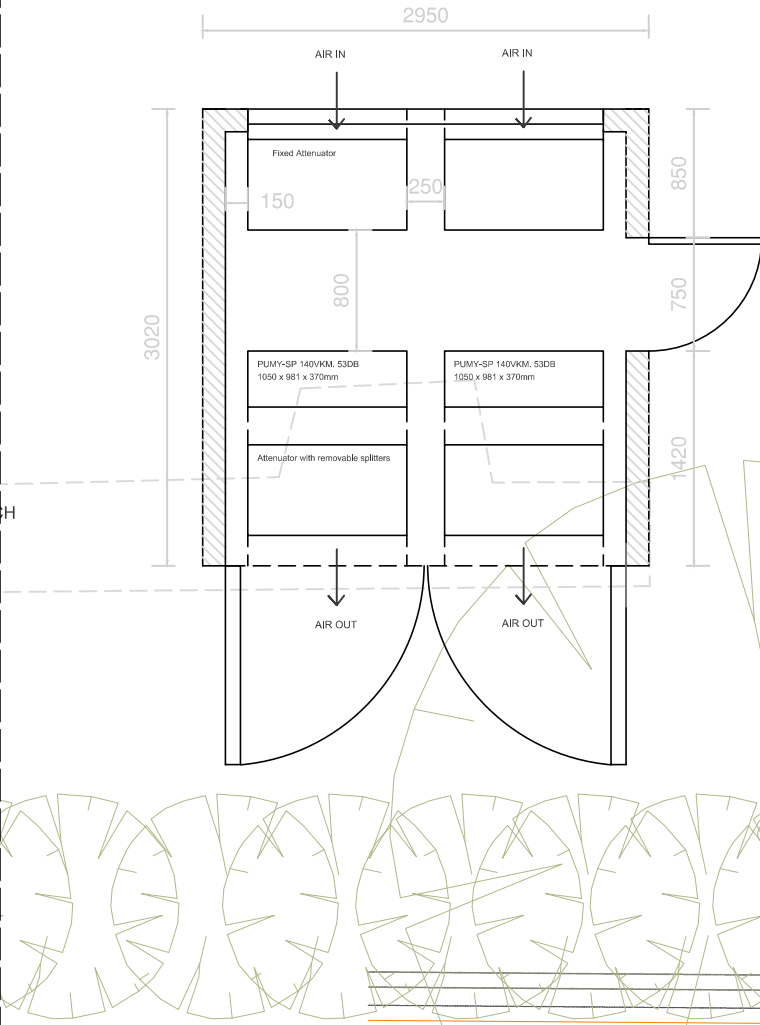 2950
AIR IN
AIR IN
Fixed Attenuator
150
250
850
800
750
3020
PUMY-SP 140VKM. 53DB
1050 x 981 x 370mm
PUMY-SP 140VKM. 53DB
1050 x 981 x 370mm
1420
Attenuator with removable splitters
CH
AIR OUT
AIR OUT